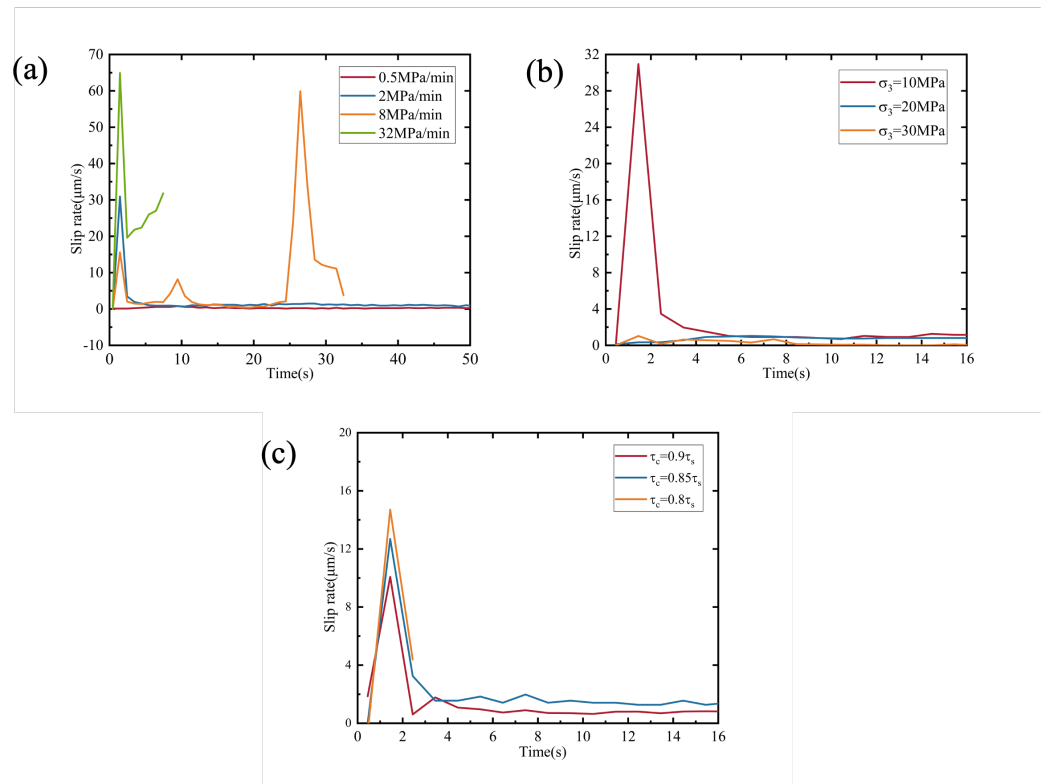 (a)
70
60
50
40
30
20
10
0
-10
Slip rate(μm/s)
0.5MPa/min
2MPa/min
8MPa/min
32MPa/min
0 10 20 30 40 50
Time(s)
(b)
32
28
24
20
16
12
8
4
0
Slip rate(μm/s)
σ₃=10MPa
σ₃=20MPa
σ₃=30MPa
0 2 4 6 8 10 12 14 16
Time(s)
(c)
20
16
12
8
4
0
Slip rate(μm/s)
τc=0.9τs
τc=0.85τs
τc=0.8τs
0 2 4 6 8 10 12 14 16
Time(s)